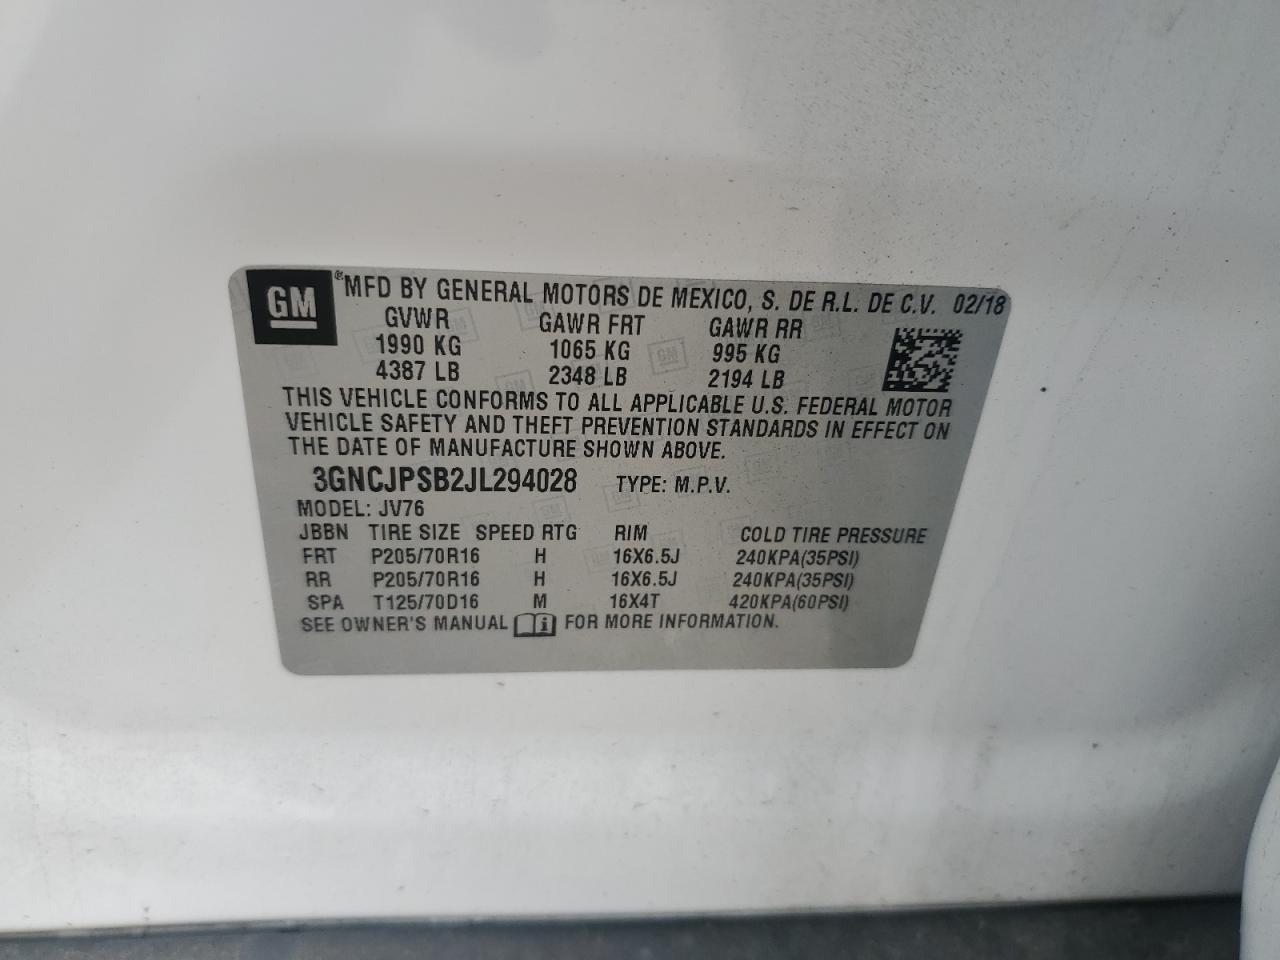 GM ®MFD BY GENERAL MOTORS DE MEXICO, S. DE R.L. DE C.V. 02/18
GVWR GAWR FRT GAWR RR
1990 KG 1065 KG 995 KG
4387 LB 2348 LB 2194 LB
THIS VEHICLE CONFORMS TO ALL APPLICABLE U.S. FEDERAL MOTOR
VEHICLE SAFETY AND THEFT PREVENTION STANDARDS IN EFFECT ON
THE DATE OF MANUFACTURE SHOWN ABOVE.
3GNCJPSB2JL294028 TYPE: M.P.V.
MODEL: JV76
JBBN TIRE SIZE SPEED RTG RIM COLD TIRE PRESSURE
FRT P205/70R16 H 16X6.5J 240KPA(35PSI)
RR P205/70R16 H 16X6.5J 240KPA(35PSI)
SPA T125/70D16 M 16X4T 420KPA(60PSI)
SEE OWNER'S MANUAL i FOR MORE INFORMATION.